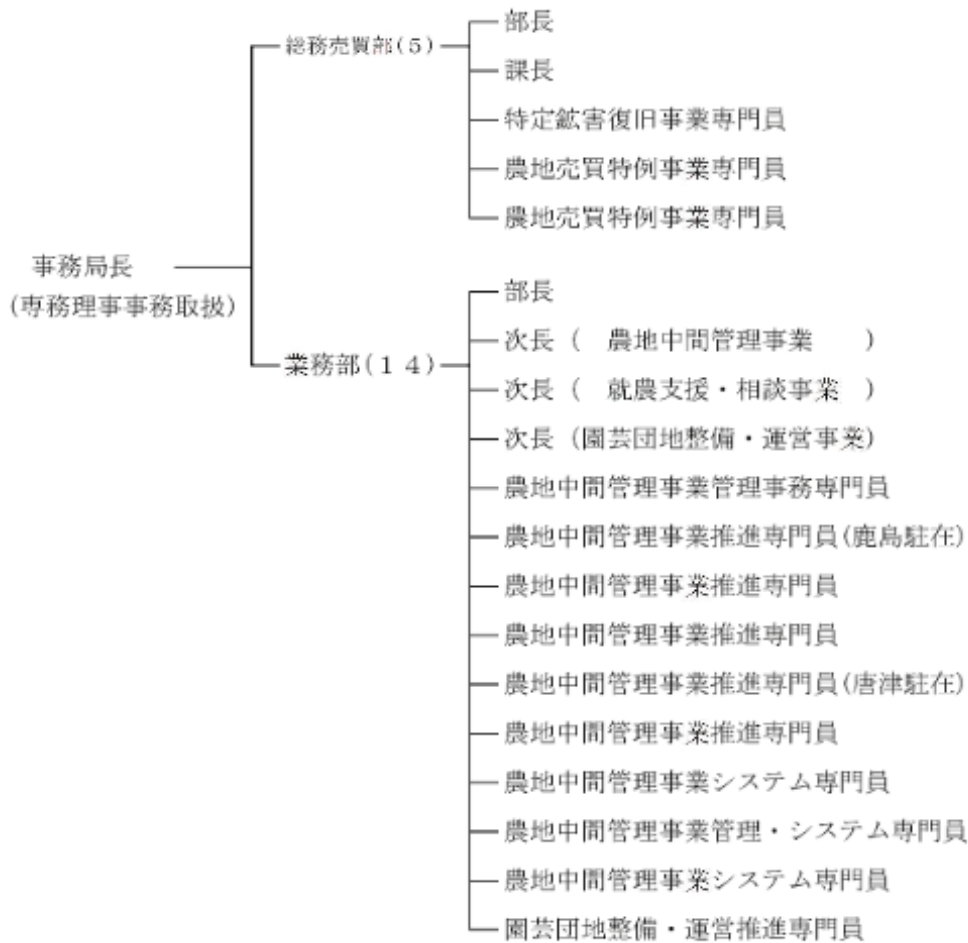 総務売買部(5)
部長
課長
特定鉱害復旧事業専門員
農地売買特例事業専門員
農地売買特例事業専門員
事務局長
(専務理事事務取扱)
業務部(14)
部長
次長 ( 農地中間管理事業 )
次長 ( 就農支援・相談事業 )
次長 (園芸団地整備・運営事業)
農地中間管理事業管理事務専門員
農地中間管理事業推進専門員(鹿島駐在)
農地中間管理事業推進専門員
農地中間管理事業推進専門員
農地中間管理事業推進専門員(唐津駐在)
農地中間管理事業推進専門員
農地中間管理事業システム専門員
農地中間管理事業管理・システム専門員
農地中間管理事業システム専門員
園芸団地整備・運営推進専門員